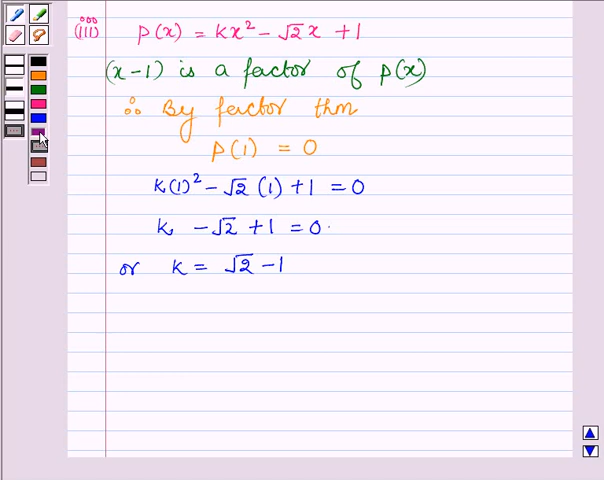 (iii) p(x) = kx² - √2x + 1
(x-1) is a factor of p(x)
∴ By factor thm
p(1) = 0
k(1)² - √2 (1) + 1 = 0
k - √2 + 1 = 0.
or k = √2 - 1